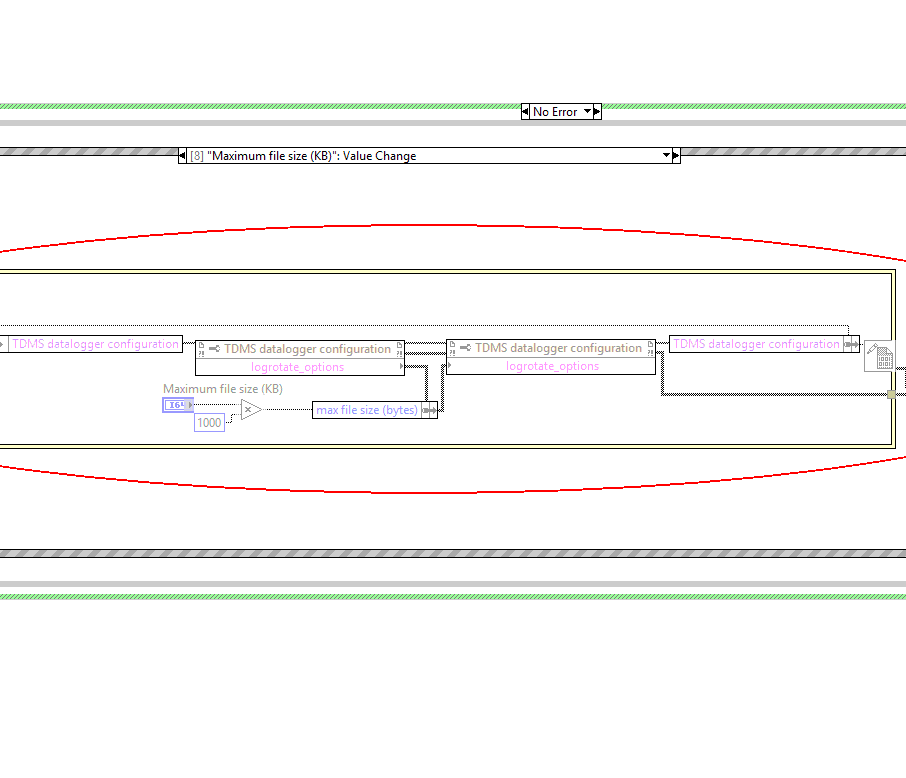 No Error
[8] "Maximum file size (KB)": Value Change
TDMS datalogger configuration
TDMS datalogger configuration
logrotate_options
TDMS datalogger configuration
logrotate_options
TDMS datalogger configuration
Maximum file size (KB)
I64
1000
max file size (bytes)